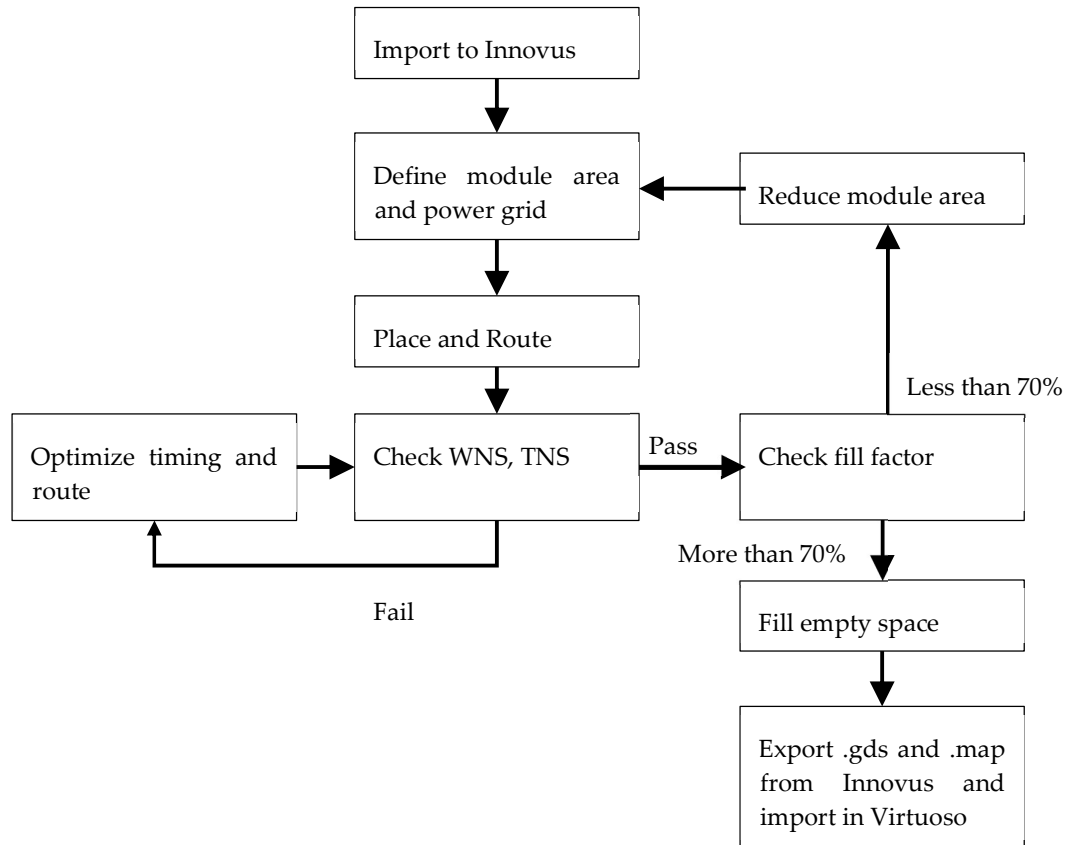 Import to Innovus
Define module area
and power grid
Reduce module area
Place and Route
Less than 70%
Optimize timing and
route
Check WNS, TNS
Pass
Check fill factor
More than 70%
Fail
Fill empty space
Export .gds and .map
from Innovus and
import in Virtuoso